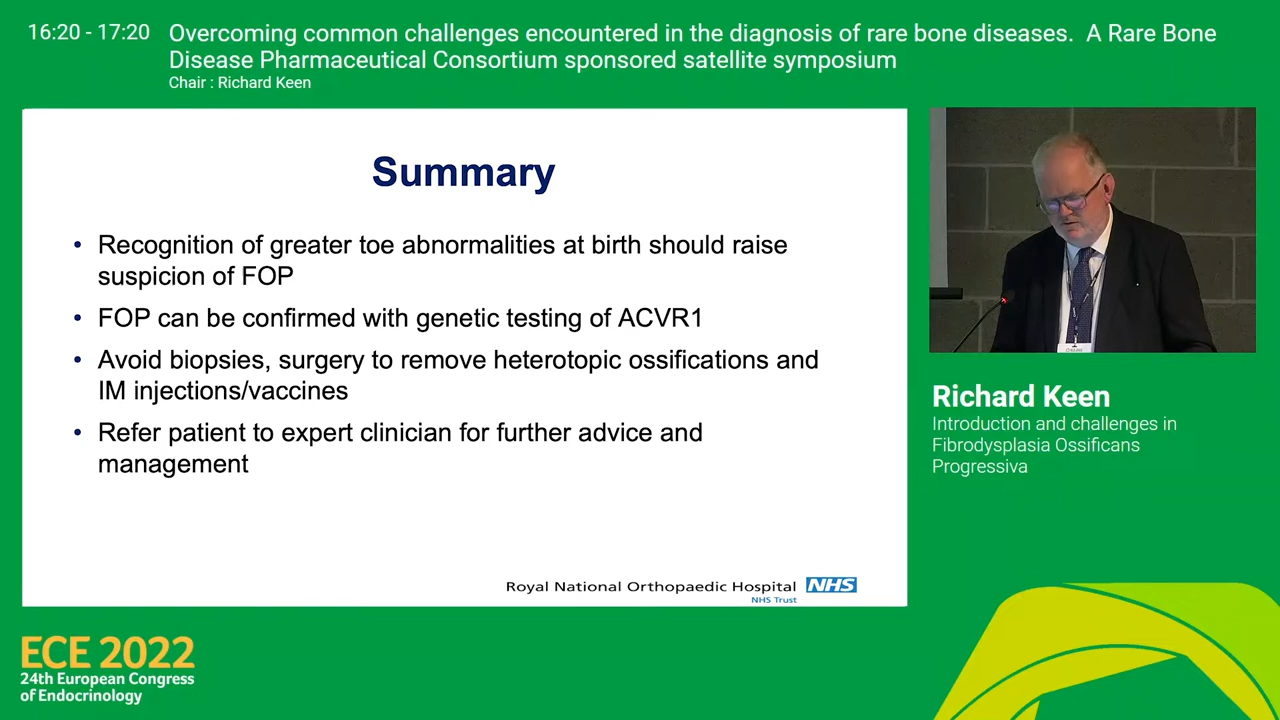 16:20 - 17:20
Overcoming common challenges encountered in the diagnosis of rare bone diseases. A Rare Bone
Disease Pharmaceutical Consortium sponsored satellite symposium
Chair : Richard Keen
Summary
• Recognition of greater toe abnormalities at birth should raise
suspicion of FOP
• FOP can be confirmed with genetic testing of ACVR1
• Avoid biopsies, surgery to remove heterotopic ossifications and
IM injections/vaccines
• Refer patient to expert clinician for further advice and
management
Royal National Orthopaedic Hospital NHS
NHS Trust
Richard Keen
Introduction and challenges in
Fibrodysplasia Ossificans
Progressiva
ECE 2022
24th European Congress
of Endocrinology